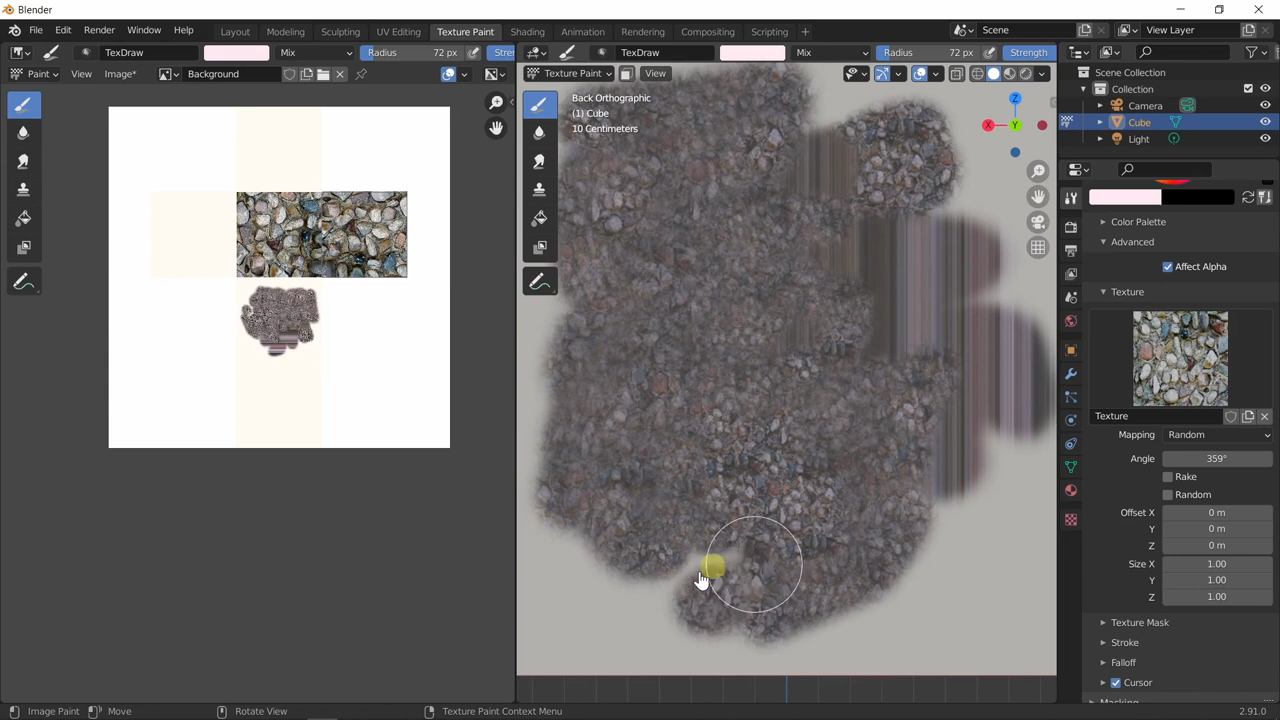 Blender
File Edit Render Window Help Layout Modeling Sculpting UV Editing Texture Paint Shading Animation Rendering Compositing Scripting Scene View Layer
TexDraw Mix Radius 72 px Stre TexDraw Mix Radius 72 px Strength
Paint View Image* Background Texture Paint View
Scene Collection
Collection
Camera
Cube
Light
Back Orthographic
(1) Cube
10 Centimeters
X Y Z
Color Palette
Advanced
Affect Alpha
Texture
Texture
Mapping Random
Angle 359°
Rake
Random
Offset X 0 m
Y 0 m
Z 0 m
Size X 1.00
Y 1.00
Z 1.00
Texture Mask
Stroke
Falloff
Cursor
Masking
Image Paint Move Rotate View Texture Paint Context Menu 2.91.0